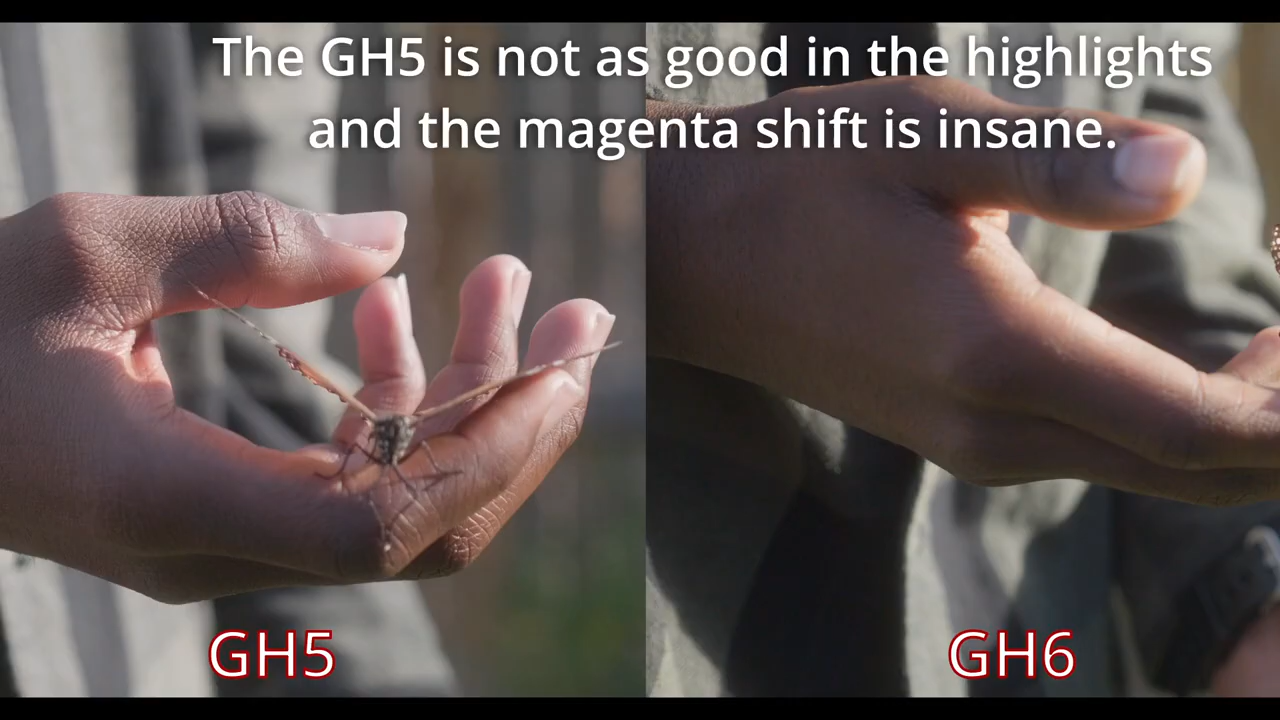 The GH5 is not as good in the highlights
and the magenta shift is insane.
GH5
GH6